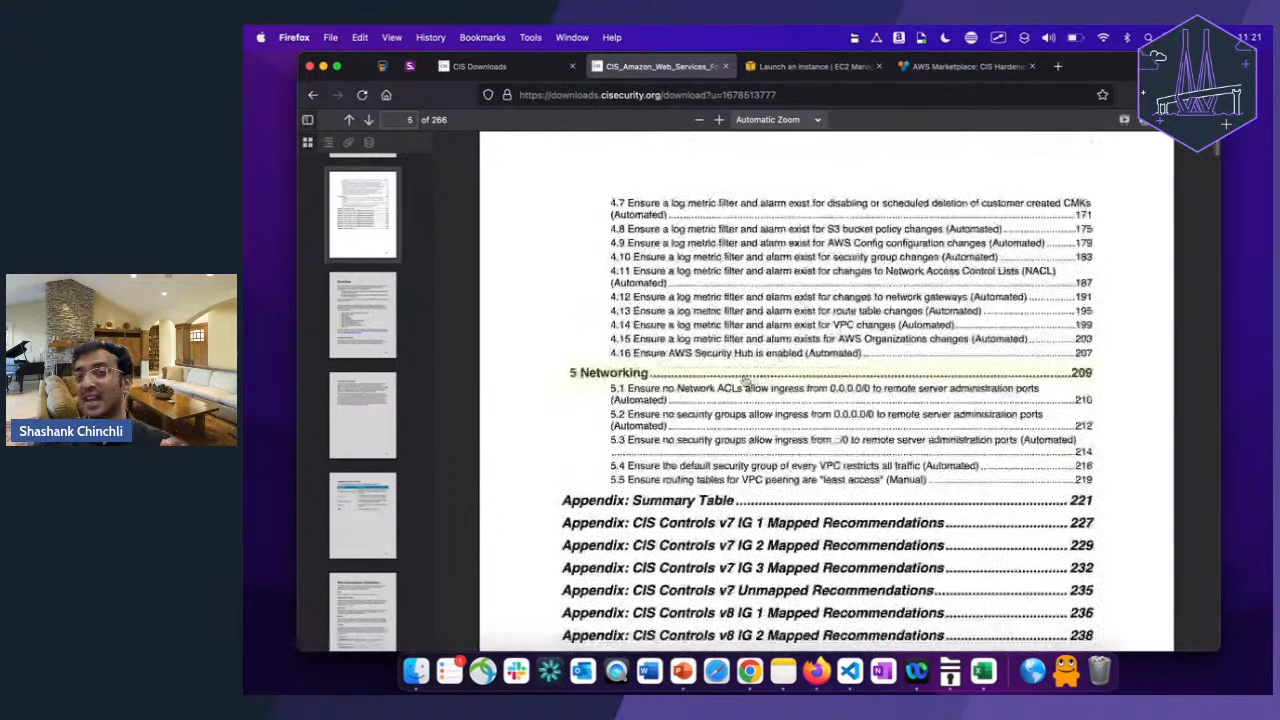 Firefox File Edit View History Bookmarks Tools Window Help 11:21
CIS Downloads × CIS_Amazon_Web_Services_Fo × Launch an instance | EC2 Mana × AWS Marketplace: CIS Hardene ×
https://downloads.cisecurity.org/download?u=1678513777
5 of 266 Automatic Zoom
4.7 Ensure a log metric filter and alarm exist for disabling or scheduled deletion of customer created CMKs
(Automated) 171
4.8 Ensure a log metric filter and alarm exist for S3 bucket policy changes (Automated) 175
4.9 Ensure a log metric filter and alarm exist for AWS Config configuration changes (Automated) 179
4.10 Ensure a log metric filter and alarm exist for security group changes (Automated) 183
4.11 Ensure a log metric filter and alarm exist for changes to Network Access Control Lists (NACL)
(Automated) 187
4.12 Ensure a log metric filter and alarm exist for changes to network gateways (Automated) 191
4.13 Ensure a log metric filter and alarm exist for route table changes (Automated) 195
4.14 Ensure a log metric filter and alarm exist for VPC changes (Automated) 199
4.15 Ensure a log metric filter and alarm exists for AWS Organizations changes (Automated) 203
4.16 Ensure AWS Security Hub is enabled (Automated) 207
5 Networking 209
5.1 Ensure no Network ACLs allow ingress from 0.0.0.0/0 to remote server administration ports
(Automated) 210
5.2 Ensure no security groups allow ingress from 0.0.0.0/0 to remote server administration ports
(Automated) 212
5.3 Ensure no security groups allow ingress from ::/0 to remote server administration ports (Automated)
214
5.4 Ensure the default security group of every VPC restricts all traffic (Automated) 216
5.5 Ensure routing tables for VPC peering are "least access" (Manual) 219
Appendix: Summary Table 221
Appendix: CIS Controls v7 IG 1 Mapped Recommendations 227
Appendix: CIS Controls v7 IG 2 Mapped Recommendations 229
Appendix: CIS Controls v7 IG 3 Mapped Recommendations 232
Appendix: CIS Controls v7 Unmapped Recommendations 235
Appendix: CIS Controls v8 IG 1 Mapped Recommendations 236
Appendix: CIS Controls v8 IG 2 Mapped Recommendations 238
Shashank Chinchli